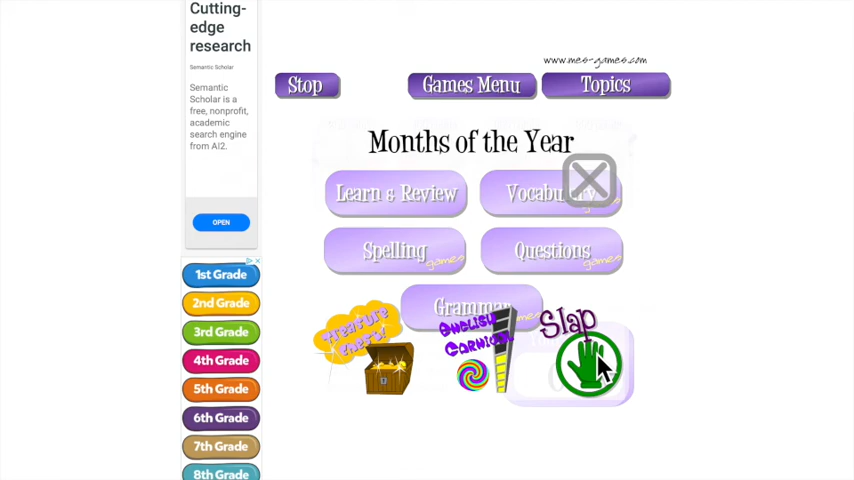 Cutting-
edge
research
Semantic Scholar
Semantic
Scholar is a
free, nonprofit,
academic
search engine
from AI2.
OPEN
1st Grade
2nd Grade
3rd Grade
4th Grade
5th Grade
6th Grade
7th Grade
8th Grade
www.mes-games.com
Stop
Games Menu
Topics
Months of the Year
Learn & Review
Spelling
games
Questions
games
Grammar
Treasure
Chest!
English
Carnival
Slap